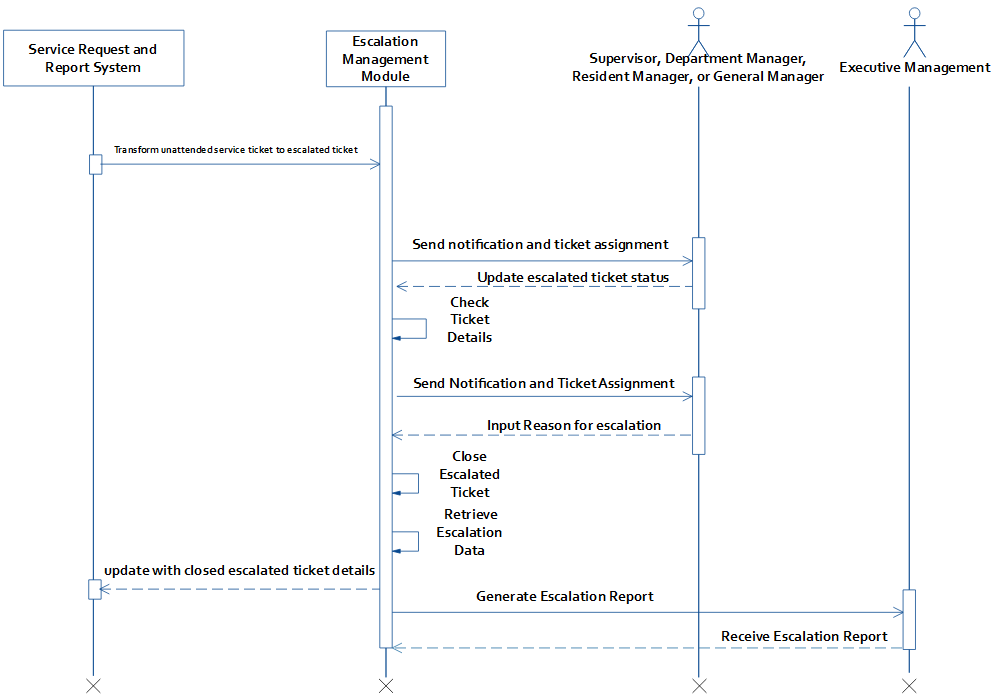 Service Request and
Report System
Escalation
Management
Module
Supervisor, Department Manager,
Resident Manager, or General Manager
Executive Management
Transform unattended service ticket to escalated ticket
Send notification and ticket assignment
Update escalated ticket status
Check
Ticket
Details
Send Notification and Ticket Assignment
Input Reason for escalation
Close
Escalated
Ticket
Retrieve
Escalation
Data
update with closed escalated ticket details
Generate Escalation Report
Receive Escalation Report